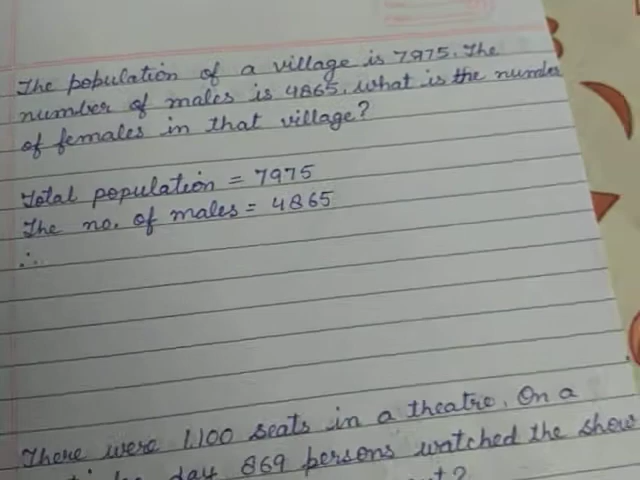 The population of a village is 7975. The
number of males is 4865. what is the number
of females in that village?
Total population = 7975
The no. of males = 4865
∴
There were 1,100 seats in a theatre. On a
day 869 persons watched the show